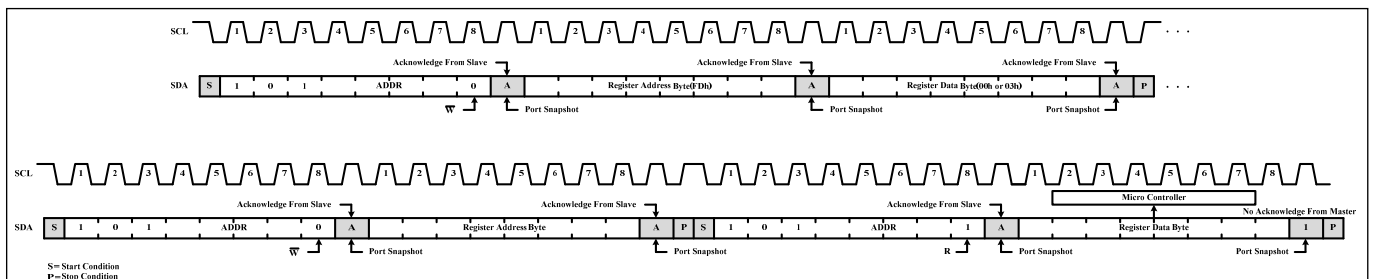 SCL 1 2 3 4 5 6 7 8 1 2 3 4 5 6 7 8 1 2 3 4 5 6 7 8 . . .
Acknowledge From Slave Acknowledge From Slave Acknowledge From Slave
SDA S 1 0 1 ADDR 0 A Register Address Byte(FDh) A Register Data Byte(00h or 03h) A P . . .
W Port Snapshot Port Snapshot Port Snapshot
SCL 1 2 3 4 5 6 7 8 1 2 3 4 5 6 7 8 1 2 3 4 5 6 7 8 1 2 3 4 5 6 7 8
Micro Controller
Acknowledge From Slave Acknowledge From Slave Acknowledge From Slave No Acknowledge From Master
SDA S 1 0 1 ADDR 0 A Register Address Byte A P S 1 0 1 ADDR 1 A Register Data Byte 1 P
W Port Snapshot Port Snapshot R Port Snapshot Port Snapshot
S=Start Condition
P=Stop Condition